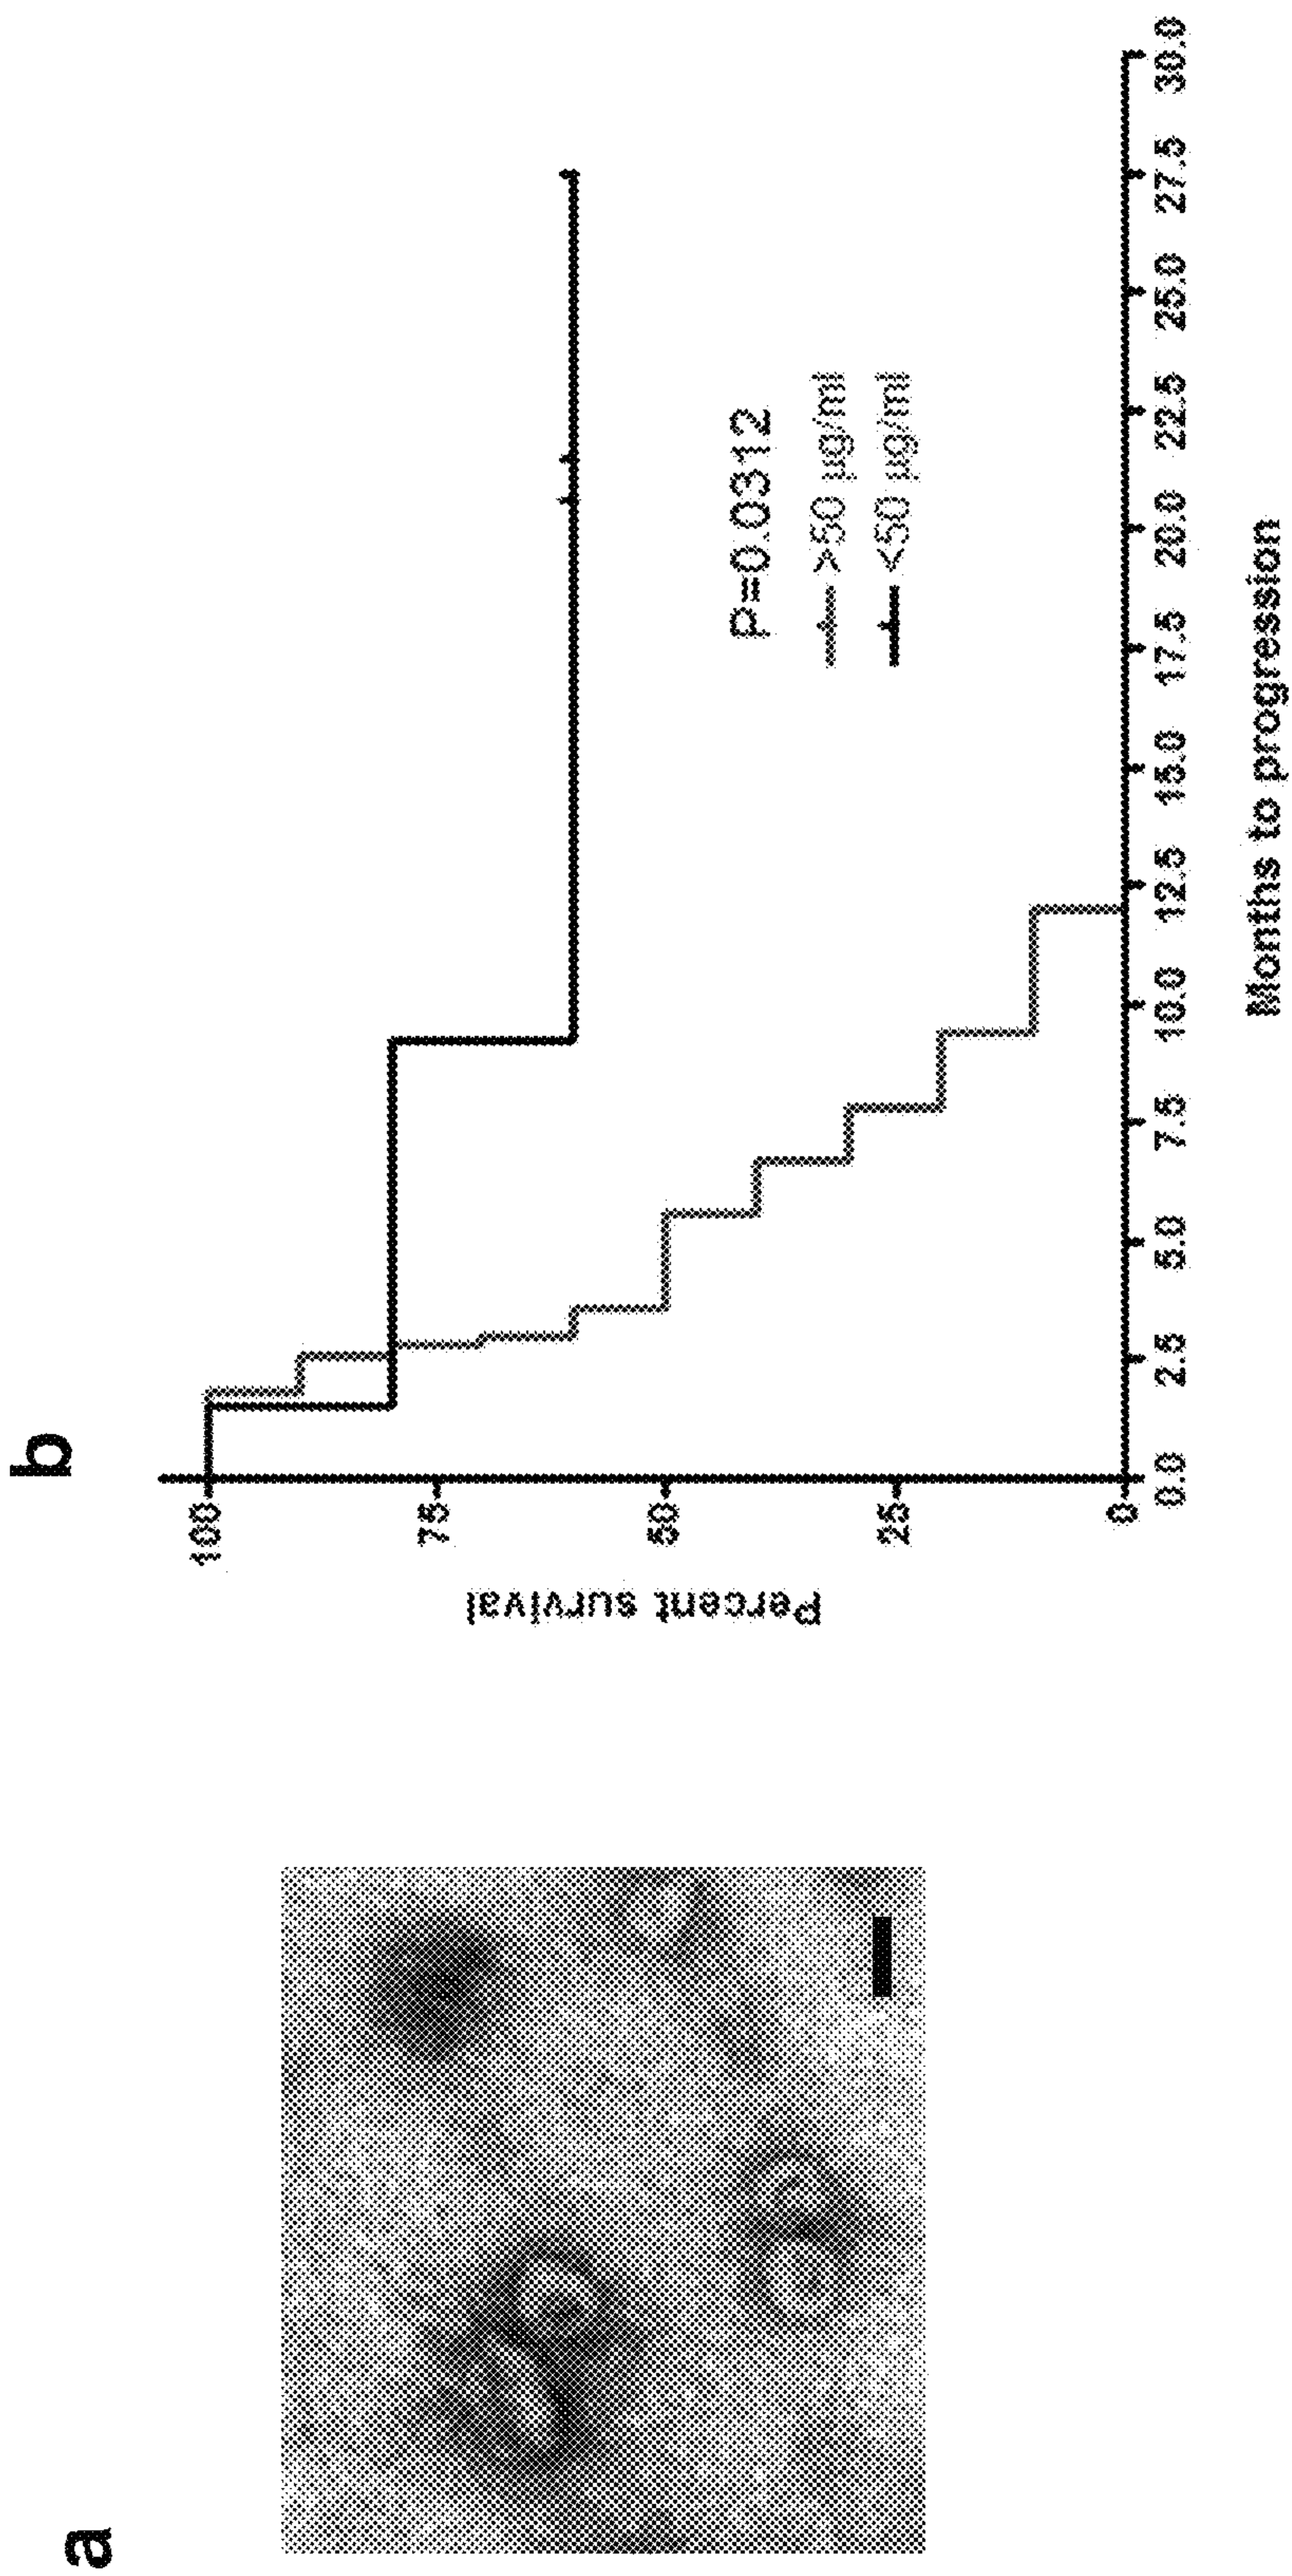 a
b
Percent survival
100
75
50
25
0
P=0.0312
>50 µg/ml
<50 µg/ml
0.0 2.5 5.0 7.5 10.0 12.5 15.0 17.5 20.0 22.5 25.0 27.5 30.0
Months to progression